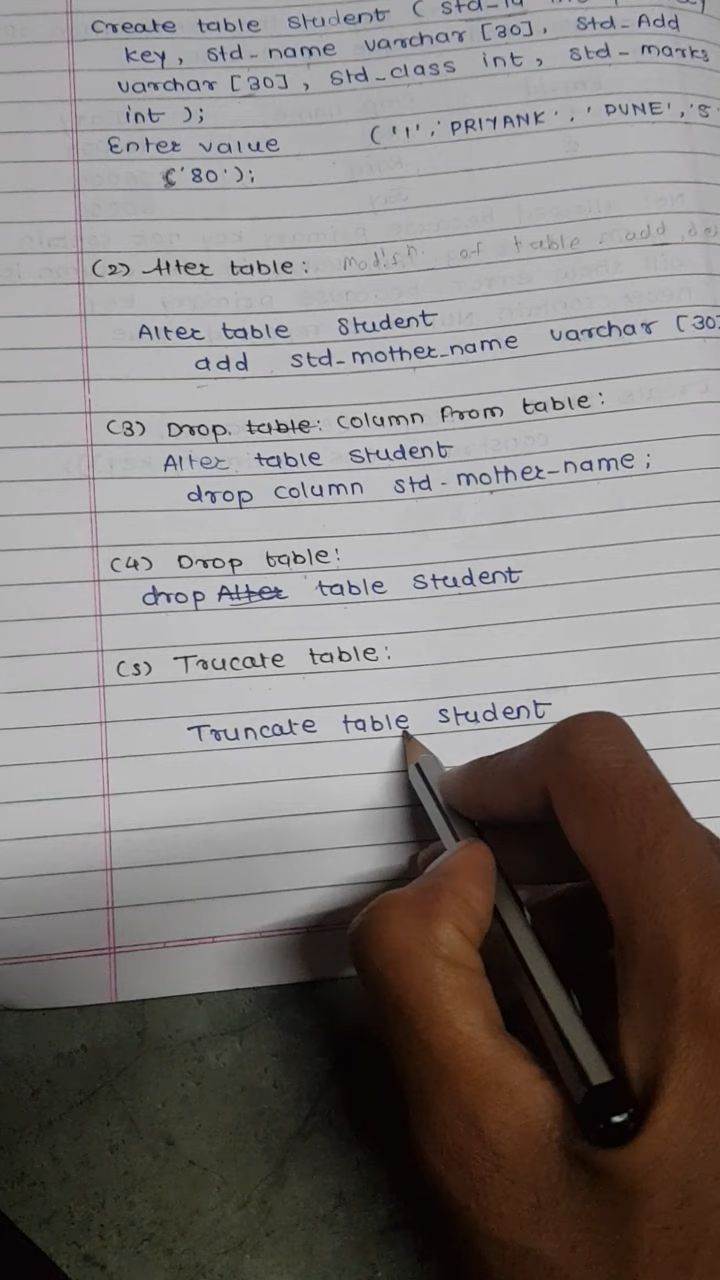 Create table student ( std-id
key, std-name varchar [30], std-Add
varchar [30], std-class int, std-marks
int );
Enter value ('1','PRIYANK','PUNE','5
('80');
(2) Alter table: of table add
Alter table student
add std-mother-name varchar [30]
(3) Drop. table: column from table:
Alter table student
drop column std-mother-name;
(4) Drop table:
drop Alter table student
(5) Trucate table:
Truncate table student